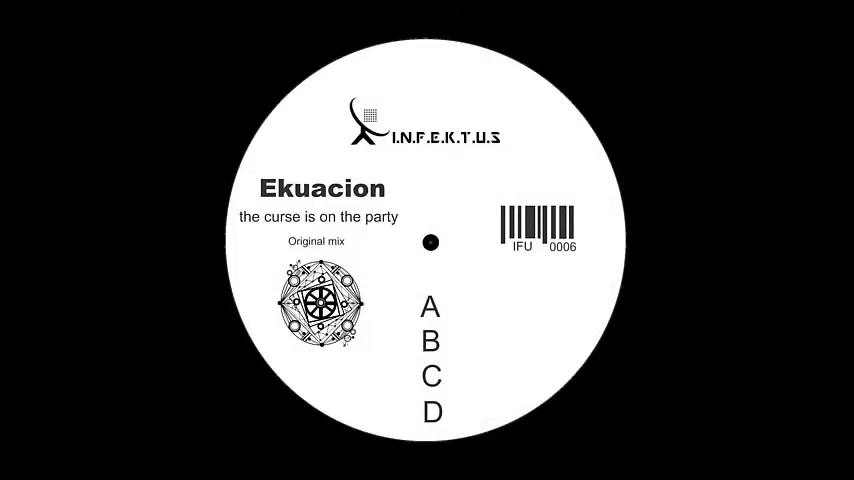 I.N.F.E.K.T.U.S
Ekuacion
the curse is on the party
Original mix
IFU 0006
A
B
C
D